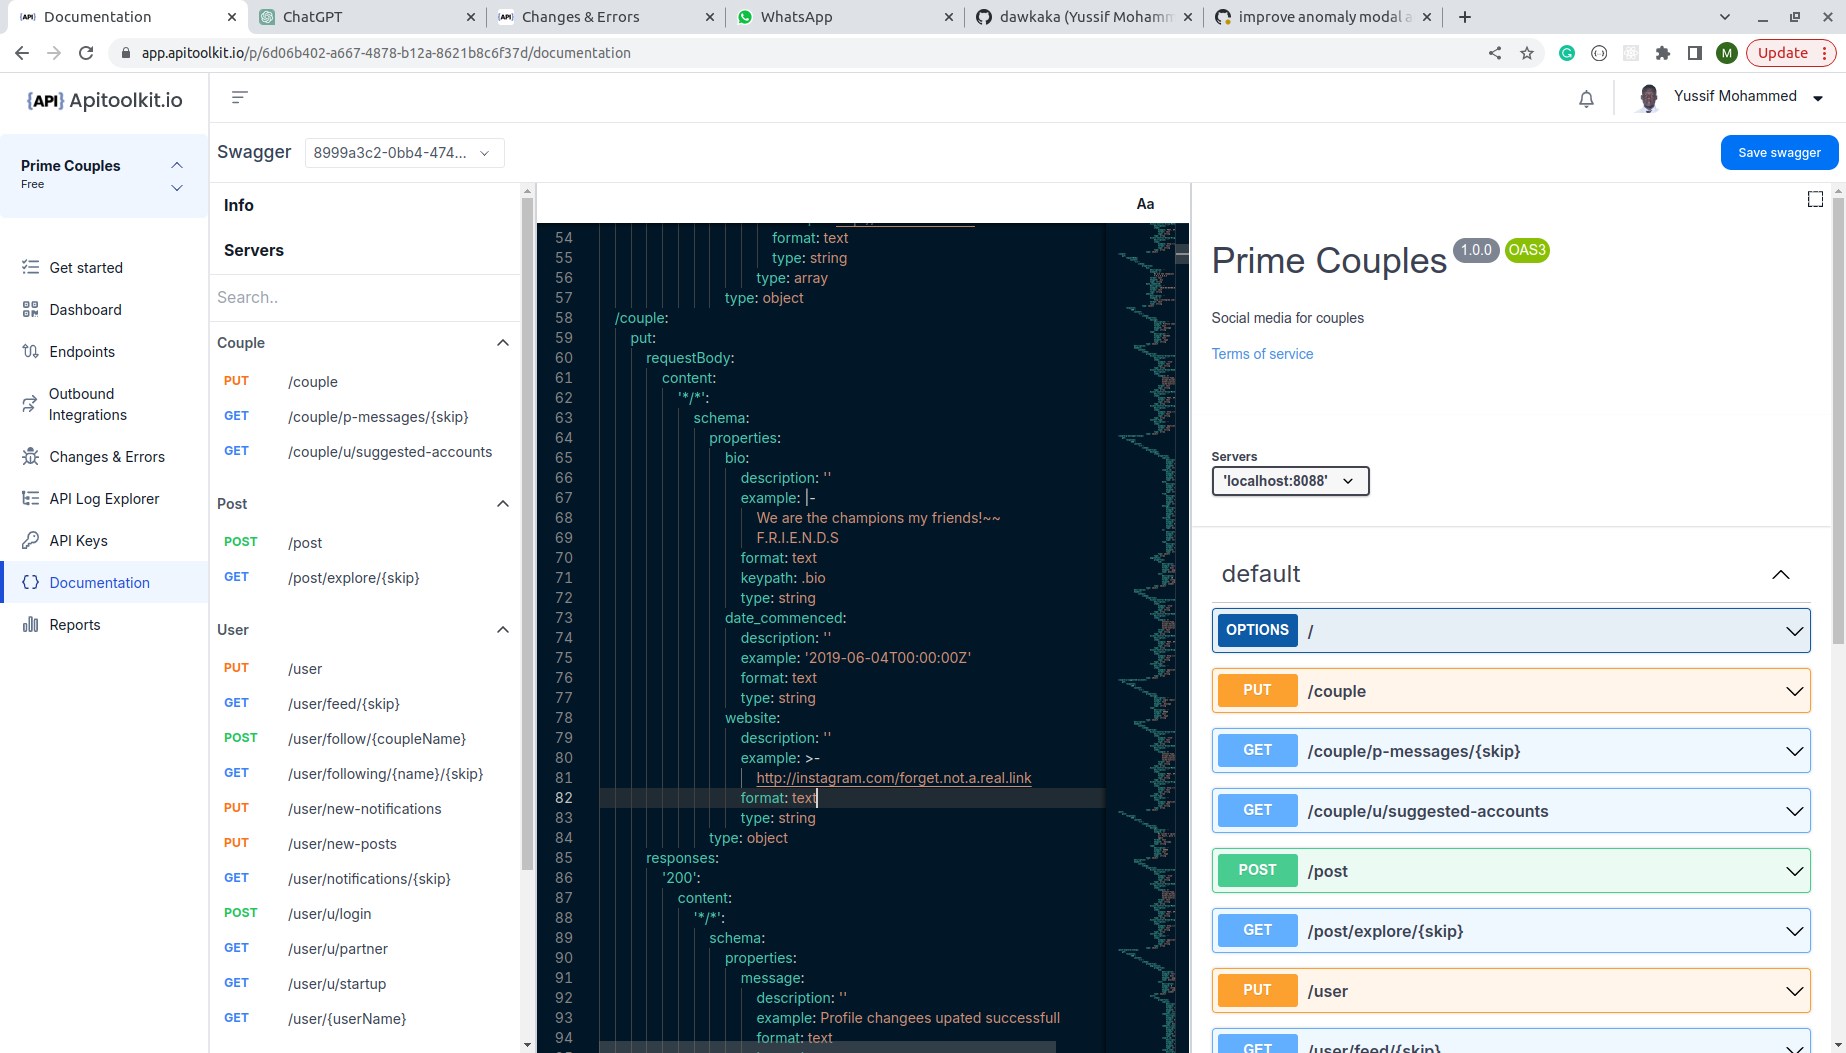 Documentation
ChatGPT
Changes & Errors
WhatsApp
dawkaka (Yussif Mohamm
improve anomaly modal a
app.apitoolkit.io/p/6d06b402-a667-4878-b12a-8621b8c6f37d/documentation
M
Update
{API} Apitoolkit.io
Yussif Mohammed
Prime Couples
Free
Swagger
8999a3c2-0bb4-474...
Save swagger
Get started
Dashboard
Endpoints
Outbound
Integrations
Changes & Errors
API Log Explorer
API Keys
Documentation
Reports
Info
Servers
Search..
Couple
PUT /couple
GET /couple/p-messages/{skip}
GET /couple/u/suggested-accounts
Post
POST /post
GET /post/explore/{skip}
User
PUT /user
GET /user/feed/{skip}
POST /user/follow/{coupleName}
GET /user/following/{name}/{skip}
PUT /user/new-notifications
PUT /user/new-posts
GET /user/notifications/{skip}
POST /user/u/login
GET /user/u/partner
GET /user/u/startup
GET /user/{userName}
Aa
54 format: text
55 type: string
56 type: array
57 type: object
58 /couple:
59 put:
60 requestBody:
61 content:
62 '*/*':
63 schema:
64 properties:
65 bio:
66 description: ''
67 example: |-
68 We are the champions my friends!~~
69 F.R.I.E.N.D.S
70 format: text
71 keypath: .bio
72 type: string
73 date_commenced:
74 description: ''
75 example: '2019-06-04T00:00:00Z'
76 format: text
77 type: string
78 website:
79 description: ''
80 example: >-
81 http://instagram.com/forget.not.a.real.link
82 format: text
83 type: string
84 type: object
85 responses:
86 '200':
87 content:
88 '*/*':
89 schema:
90 properties:
91 message:
92 description: ''
93 example: Profile changees upated successfull
94 format: text
Prime Couples 1.0.0 OAS3
Social media for couples
Terms of service
Servers
'localhost:8088'
default
OPTIONS /
PUT /couple
GET /couple/p-messages/{skip}
GET /couple/u/suggested-accounts
POST /post
GET /post/explore/{skip}
PUT /user
GET /user/feed/{skip}